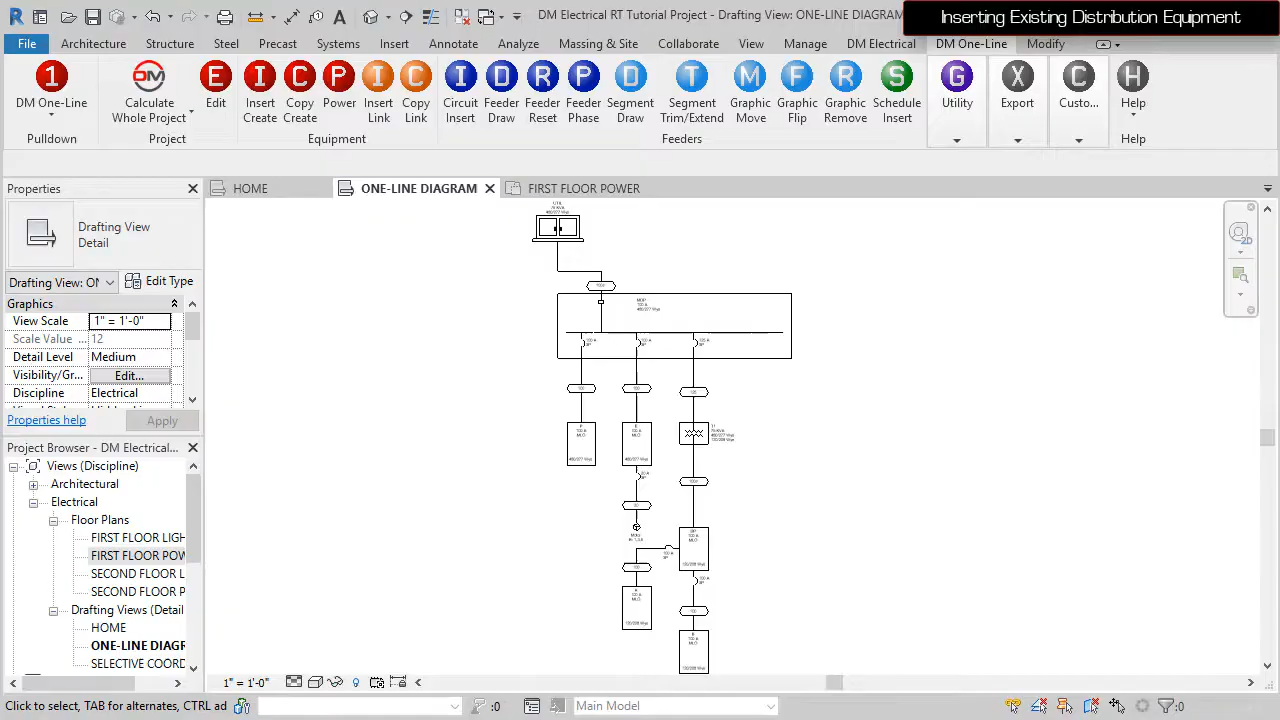 DM Electrical RT Tutorial Project - Drafting View: ONE-LINE DIAGRAM
Inserting Existing Distribution Equipment
File Architecture Structure Steel Precast Systems Insert Annotate Analyze Massing & Site Collaborate View Manage DM Electrical DM One-Line Modify
1 DM E I C P I C I D R P D T M F R S G X C H
DM One-Line Calculate Whole Project Edit Insert Create Copy Create Power Insert Link Copy Link Circuit Insert Feeder Draw Feeder Reset Feeder Phase Segment Draw Segment Trim/Extend Graphic Move Graphic Flip Graphic Remove Schedule Insert Utility Export Custo... Help
Pulldown Project Equipment Feeders Help
Properties
HOME ONE-LINE DIAGRAM FIRST FLOOR POWER
Drafting View
Detail
Drafting View: ON Edit Type
Graphics
View Scale 1" = 1'-0"
Scale Value ... 12
Detail Level Medium
Visibility/Gr... Edit...
Discipline Electrical
Properties help Apply
Project Browser - DM Electrical...
Views (Discipline)
Architectural
Electrical
Floor Plans
FIRST FLOOR LIGH
FIRST FLOOR POW
SECOND FLOOR L
SECOND FLOOR P
Drafting Views (Detail
HOME
ONE-LINE DIAGR
SELECTIVE COORD
2D
1" = 1'-0"
Click to select, TAB for alternates, CTRL ad :0 Main Model :0